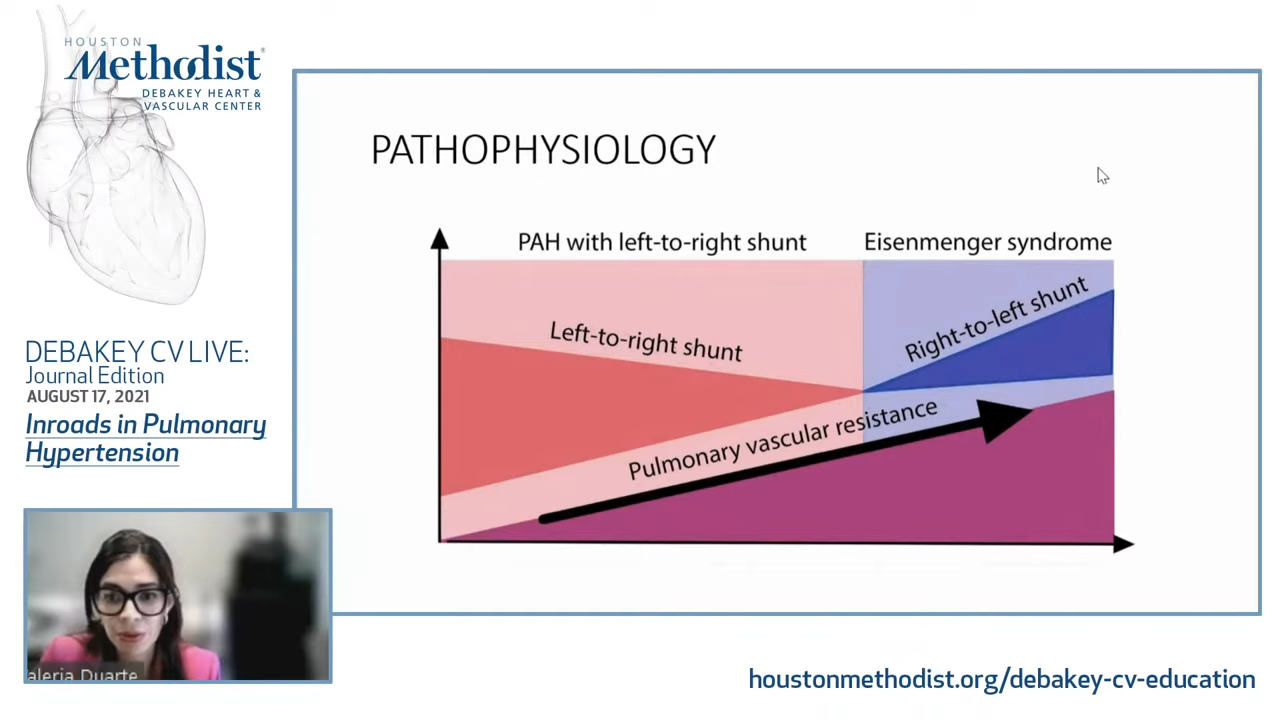 HOUSTON
Methodist®
DEBAKEY HEART &
VASCULAR CENTER
DEBAKEY CV LIVE:
Journal Edition
AUGUST 17, 2021
Inroads in Pulmonary
Hypertension
aleria Duarte
PATHOPHYSIOLOGY
PAH with left-to-right shunt
Eisenmenger syndrome
Left-to-right shunt
Right-to-left shunt
Pulmonary vascular resistance
houstonmethodist.org/debakey-cv-education